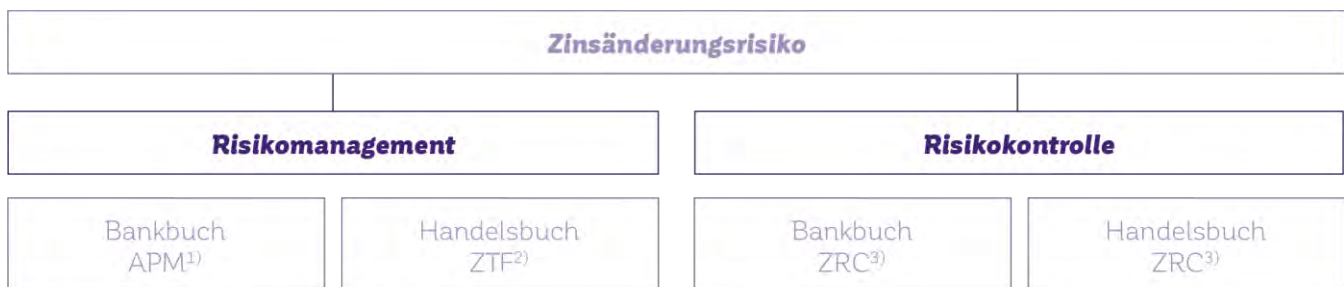 Zinsänderungsrisiko
Risikomanagement
Risikokontrolle
Bankbuch
APM¹⁾
Handelsbuch
ZTF²⁾
Bankbuch
ZRC³⁾
Handelsbuch
ZRC³⁾